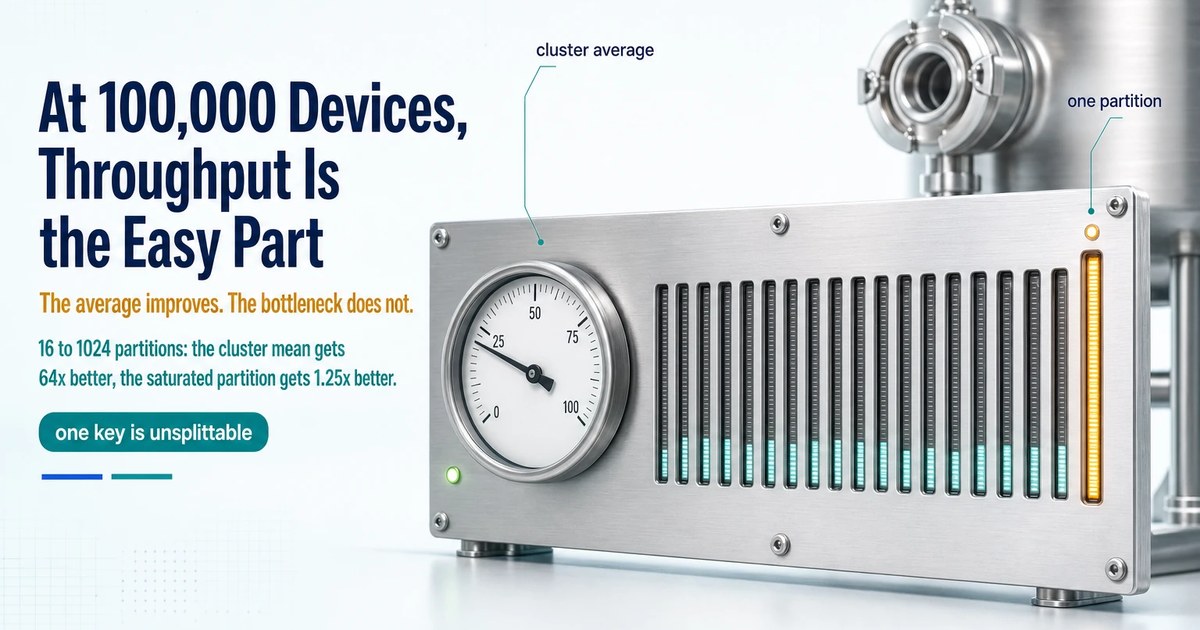 At 100,000 Devices,
Throughput Is
the Easy Part
The average improves. The bottleneck does not.
16 to 1024 partitions: the cluster mean gets
64x better, the saturated partition gets 1.25x better.
one key is unsplittable
cluster average
one partition
0
25
50
75
100